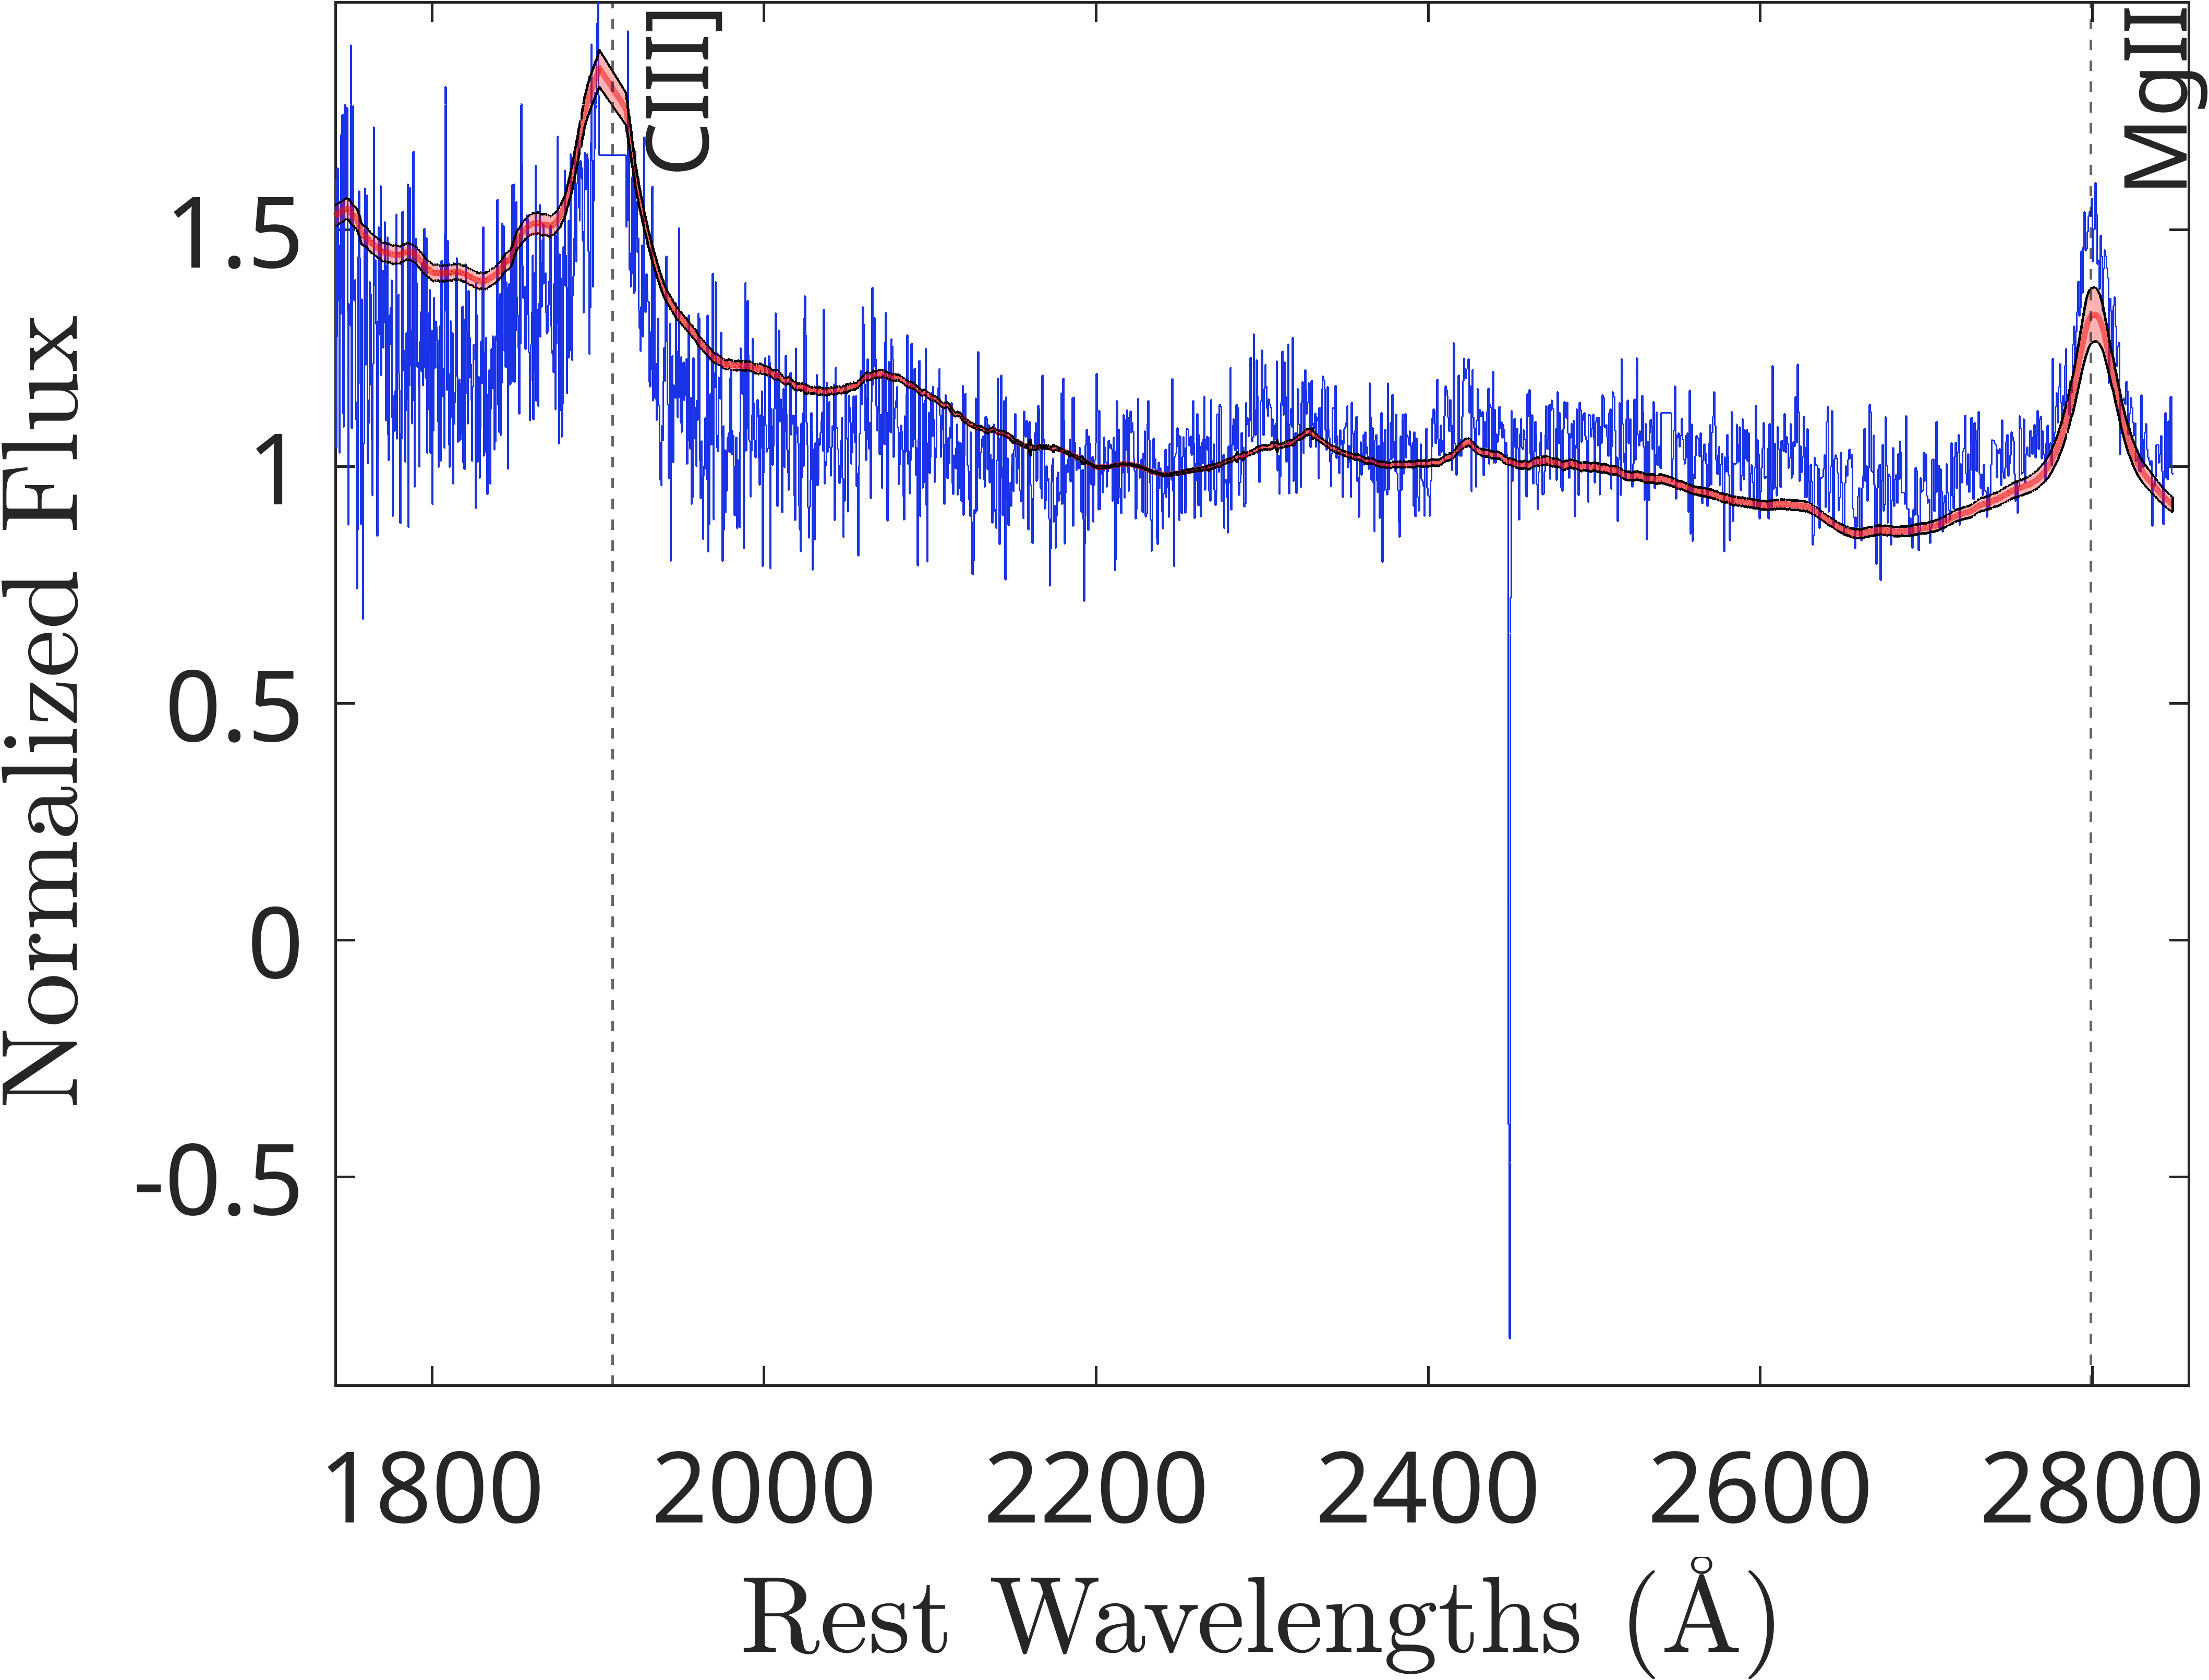 CIII]
MgII
1.5
1
0.5
0
-0.5
Normalized Flux
1800 2000 2200 2400 2600 2800
Rest Wavelengths (Å)